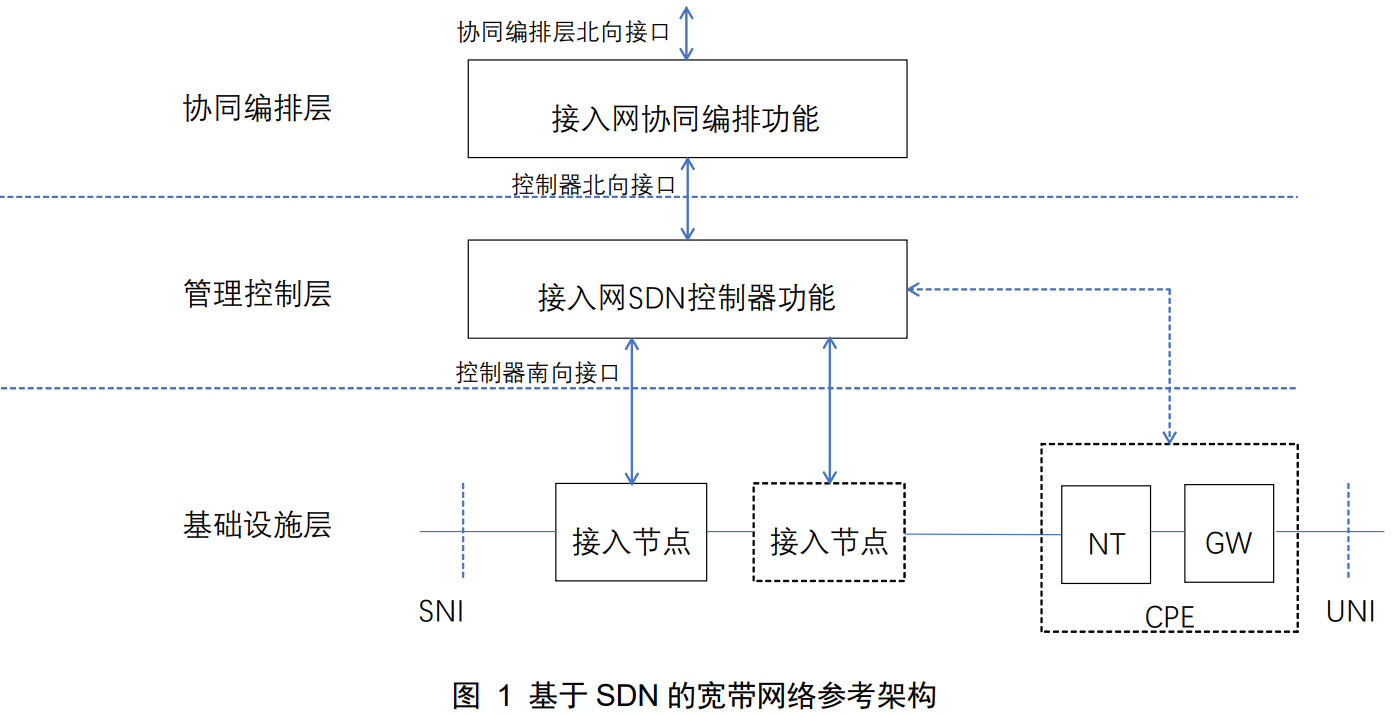 协同编排层北向接口
协同编排层
接入网协同编排功能
控制器北向接口
管理控制层
接入网SDN控制器功能
控制器南向接口
基础设施层
接入节点
接入节点
NT
GW
SNI
CPE
UNI
图 1 基于 SDN 的宽带网络参考架构